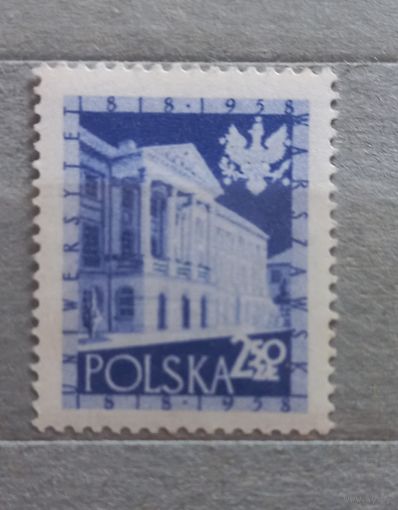 1818·1958
UNIWERSYTET
WARSZAWSKI
POLSKA 2,50 ZŁ
1818·1958